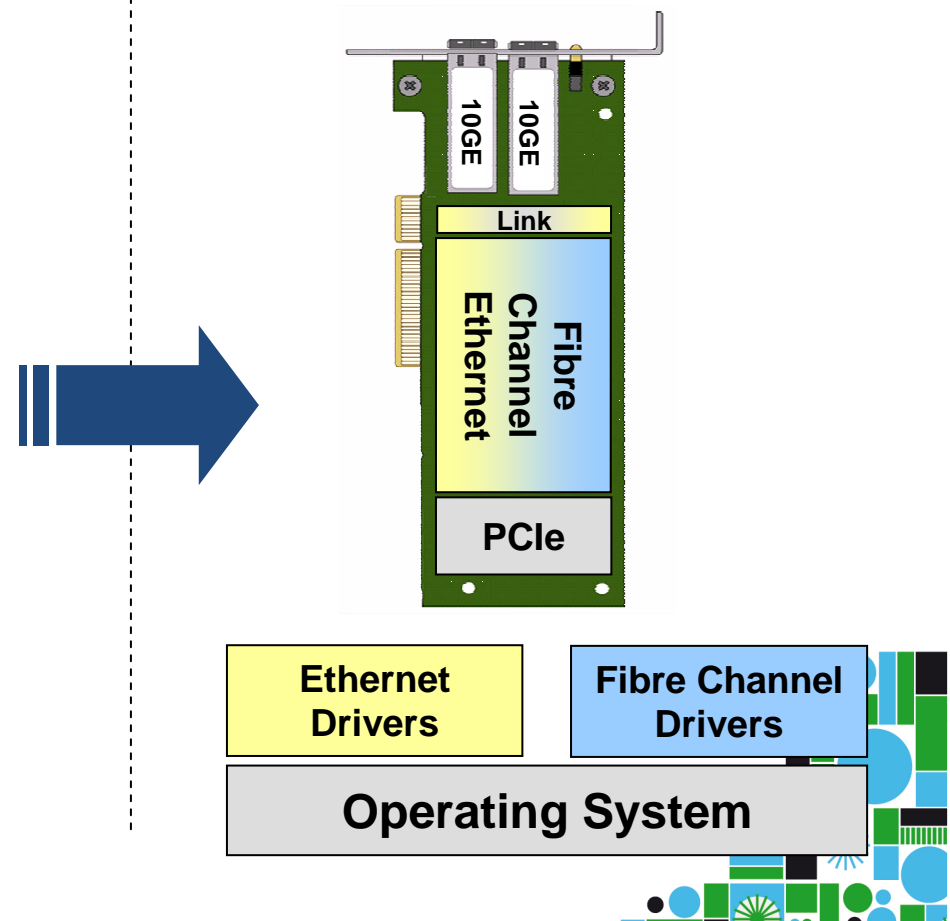 10GE
10GE
Link
Fibre
Channel
Ethernet
PCIe
Ethernet
Drivers
Fibre Channel
Drivers
Operating System